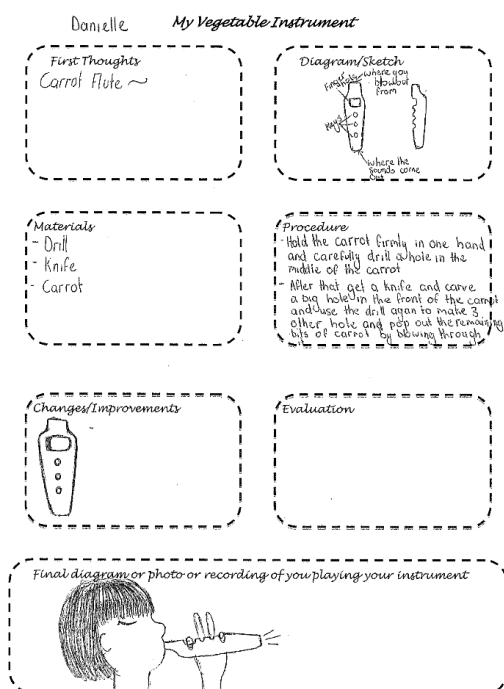 Danielle
My Vegetable Instrument
First Thoughts
Carrot Flute ~
Diagram/Sketch
Finger hole
where you
blowout
from
Keys
where the
sounds come
out
Materials
- Drill
- Knife
- Carrot
Procedure
- Hold the carrot firmly in one hand
and carefully drill a hole in the
middle of the carrot
- After that get a knife and carve
a big hole in the front of the carrot
and use the drill agan to make 3
other hole and pop out the remaining
bits of carrot by blowing through
Changes/Improvements
-
Evaluation
Final diagram or photo or recording of you playing your instrument